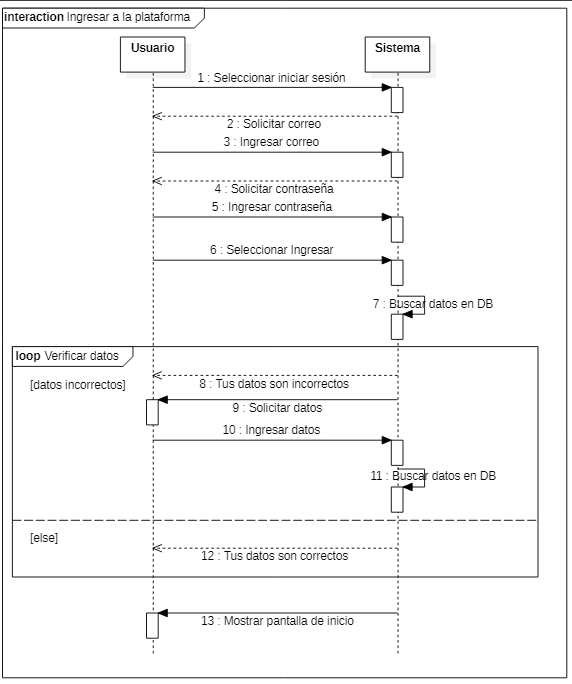 interaction Ingresar a la plataforma
Usuario
Sistema
1 : Seleccionar iniciar sesión
2 : Solicitar correo
3 : Ingresar correo
4 : Solicitar contraseña
5 : Ingresar contraseña
6 : Seleccionar Ingresar
7 : Buscar datos en DB
loop Verificar datos
8 : Tus datos son incorrectos
[datos incorrectos]
9 : Solicitar datos
10 : Ingresar datos
11 : Buscar datos en DB
[else]
12 : Tus datos son correctos
13 : Mostrar pantalla de inicio